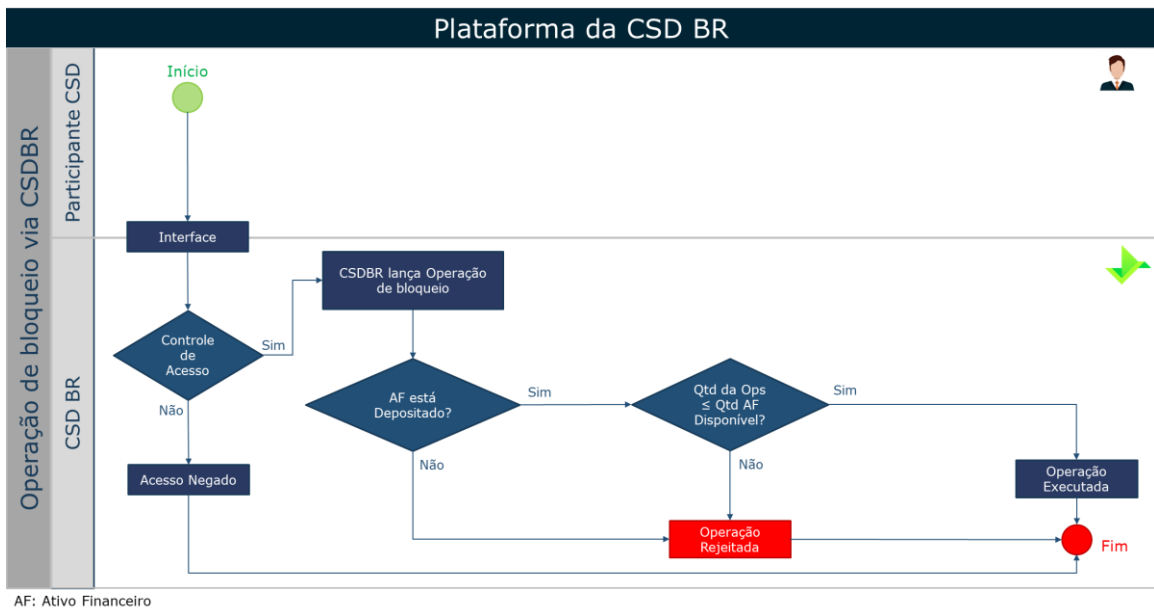 Plataforma da CSD BR
Operação de bloqueio via CSDBR
Participante CSD
Início
Interface
CSD BR
CSDBR lança Operação
de bloqueio
Controle
de
Acesso
Sim
Não
Acesso Negado
AF está
Depositado?
Sim
Não
Qtd da Ops
≤ Qtd AF
Disponível?
Sim
Não
Operação
Executada
Operação
Rejeitada
Fim
AF: Ativo Financeiro